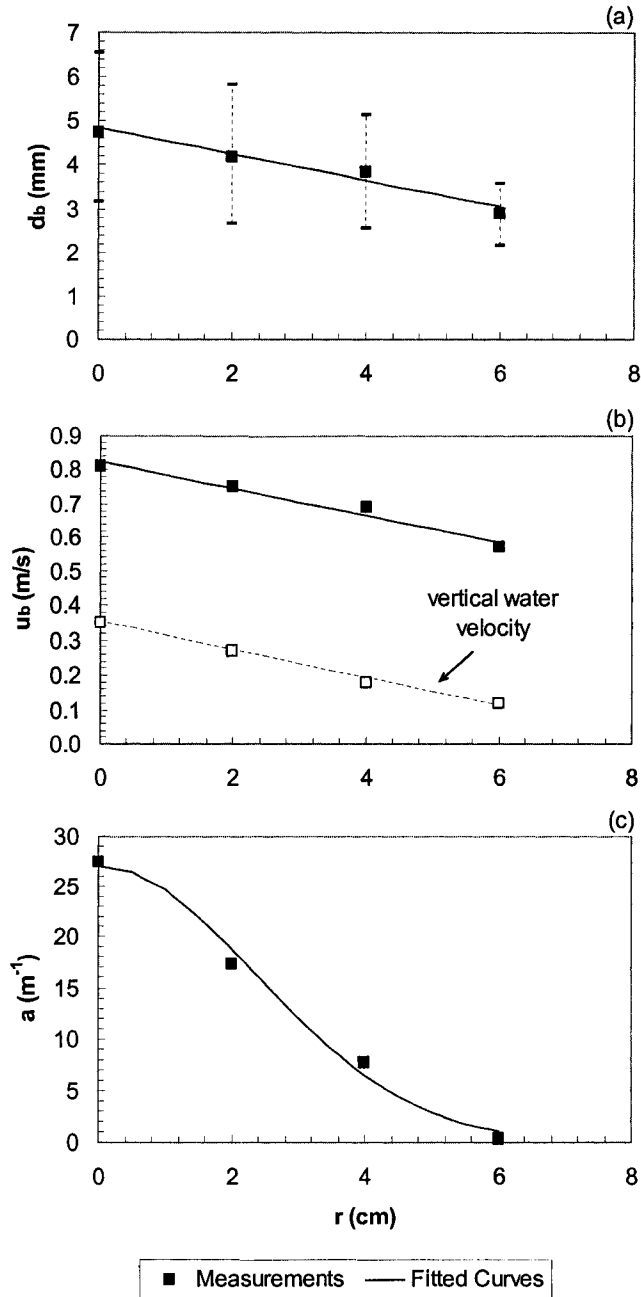 (a)
7
6
5
4
3
2
1
0
db (mm)
0 2 4 6 8
(b)
0.9
0.8
0.7
0.6
0.5
0.4
0.3
0.2
0.1
0.0
ub (m/s)
vertical water
velocity
0 2 4 6 8
(c)
30
25
20
15
10
5
0
a (m-1)
0 2 4 6 8
r (cm)
Measurements Fitted Curves